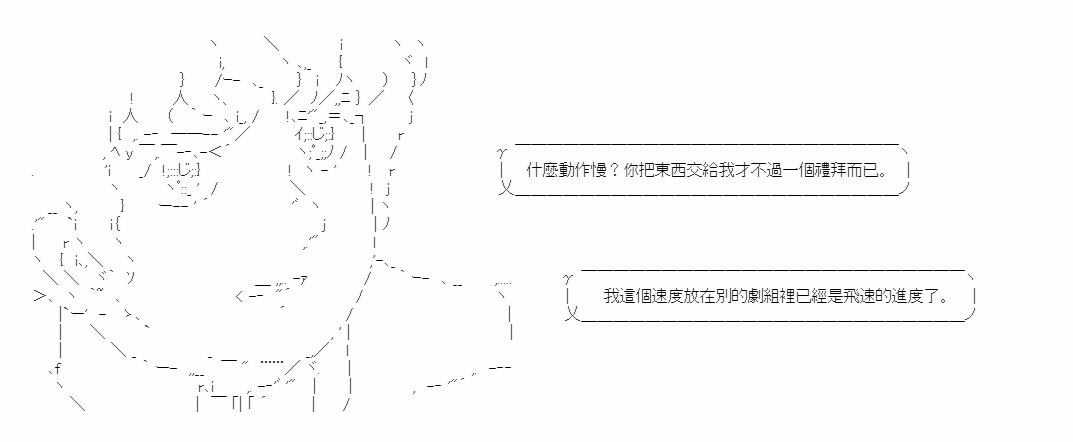 什麼動作慢？你把東西交給我才不過一個禮拜而已。
我這個速度放在別的劇組裡已經是飛速的進度了。